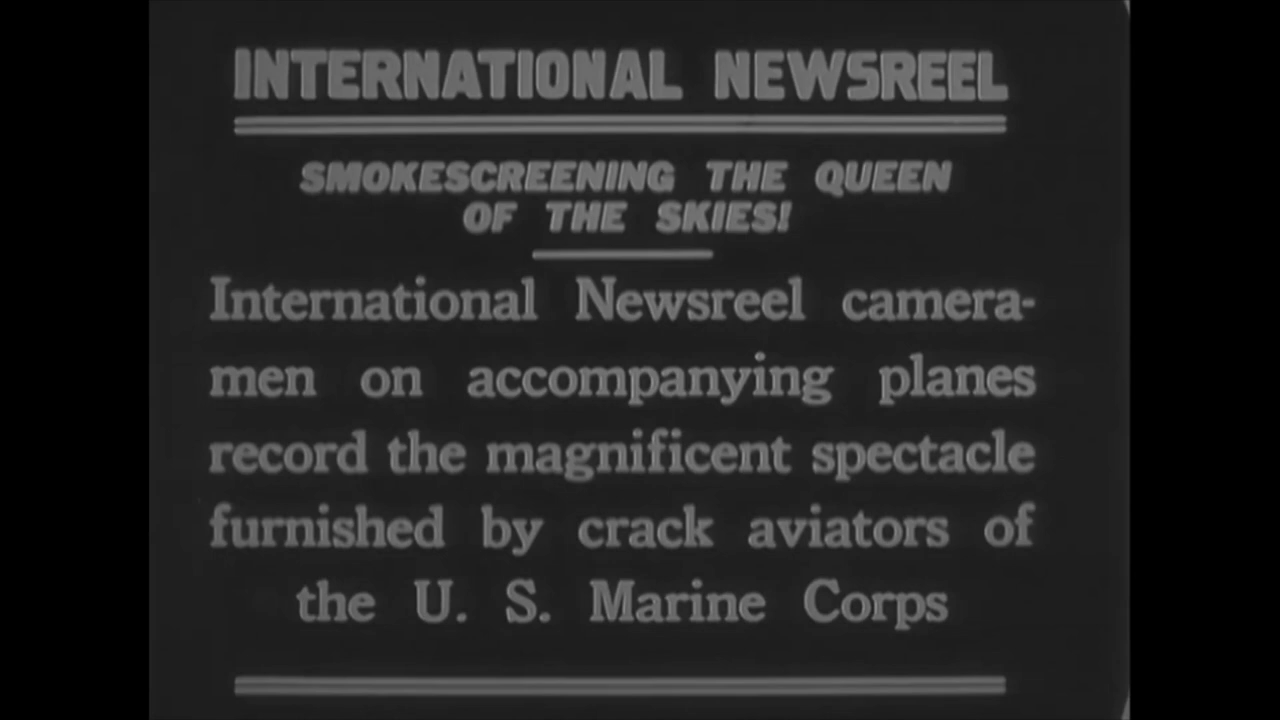 INTERNATIONAL NEWSREEL
SMOKESCREENING THE QUEEN
OF THE SKIES!
International Newsreel camera-
men on accompanying planes
record the magnificent spectacle
furnished by crack aviators of
the U. S. Marine Corps